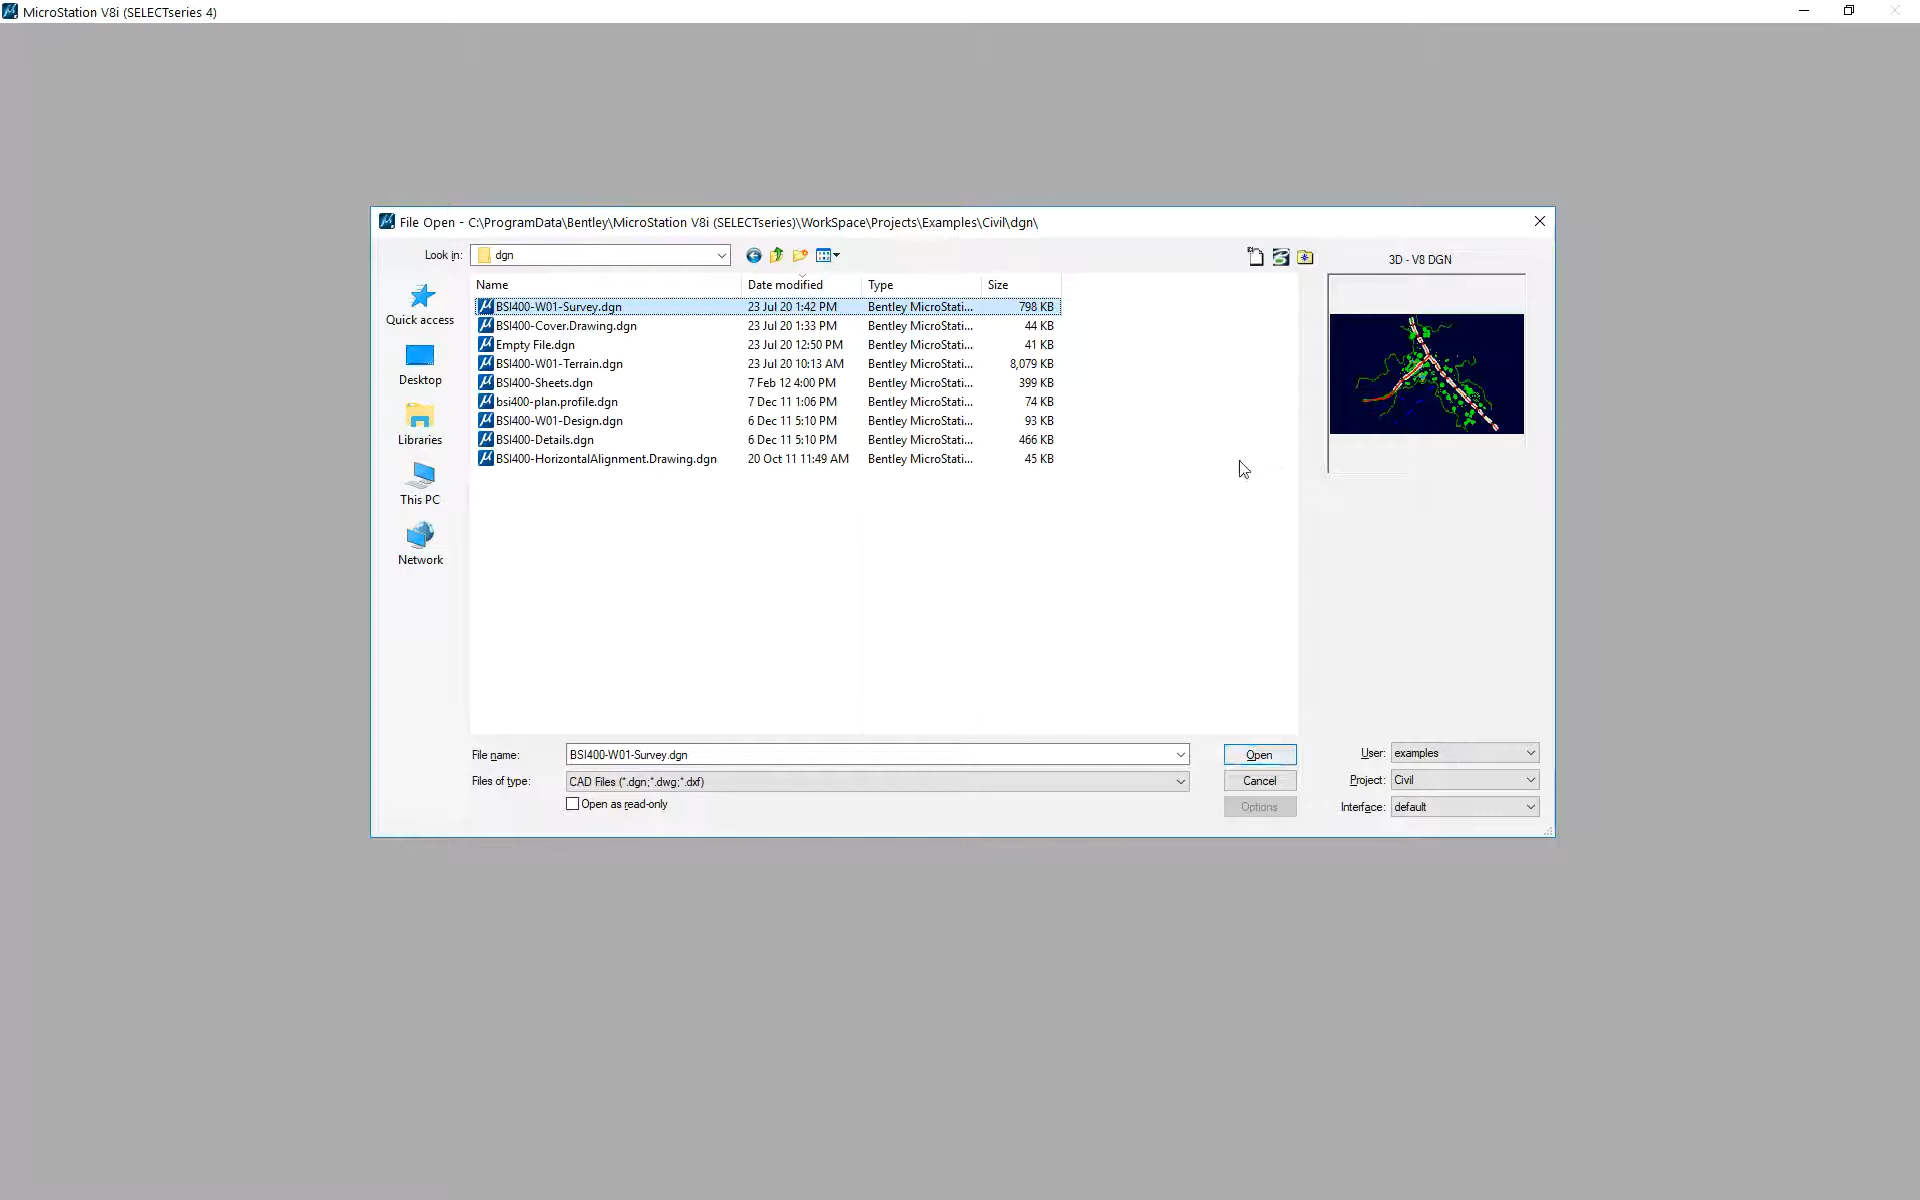 MicroStation V8i (SELECTseries 4)
File Open - C:\ProgramData\Bentley\MicroStation V8i (SELECTseries)\WorkSpace\Projects\Examples\Civil\dgn\
Look in: dgn
3D - V8 DGN
Name Date modified Type Size
BSI400-W01-Survey.dgn 23 Jul 20 1:42 PM Bentley MicroStati... 798 KB
BSI400-Cover.Drawing.dgn 23 Jul 20 1:33 PM Bentley MicroStati... 44 KB
Empty File.dgn 23 Jul 20 12:50 PM Bentley MicroStati... 41 KB
BSI400-W01-Terrain.dgn 23 Jul 20 10:13 AM Bentley MicroStati... 8,079 KB
BSI400-Sheets.dgn 7 Feb 12 4:00 PM Bentley MicroStati... 399 KB
bsi400-plan.profile.dgn 7 Dec 11 1:06 PM Bentley MicroStati... 74 KB
BSI400-W01-Design.dgn 6 Dec 11 5:10 PM Bentley MicroStati... 93 KB
BSI400-Details.dgn 6 Dec 11 5:10 PM Bentley MicroStati... 466 KB
BSI400-HorizontalAlignment.Drawing.dgn 20 Oct 11 11:49 AM Bentley MicroStati... 45 KB
Quick access
Desktop
Libraries
This PC
Network
File name: BSI400-W01-Survey.dgn Open User: examples
Files of type: CAD Files (*.dgn;*.dwg;*.dxf) Cancel Project: Civil
Open as read-only Options Interface: default